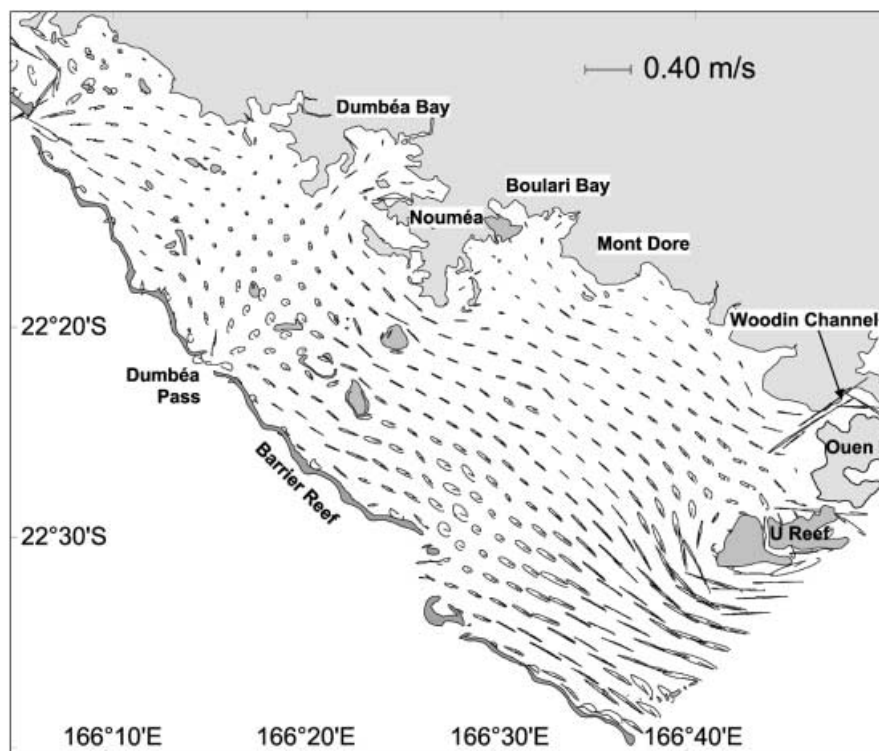 0.40 m/s
Dumbéa Bay
Boulari Bay
Nouméa
Mont Dore
Woodin Channel
22°20'S
Dumbéa
Pass
Ouen
Barrier Reef
22°30'S
U Reef
166°10'E
166°20'E
166°30'E
166°40'E